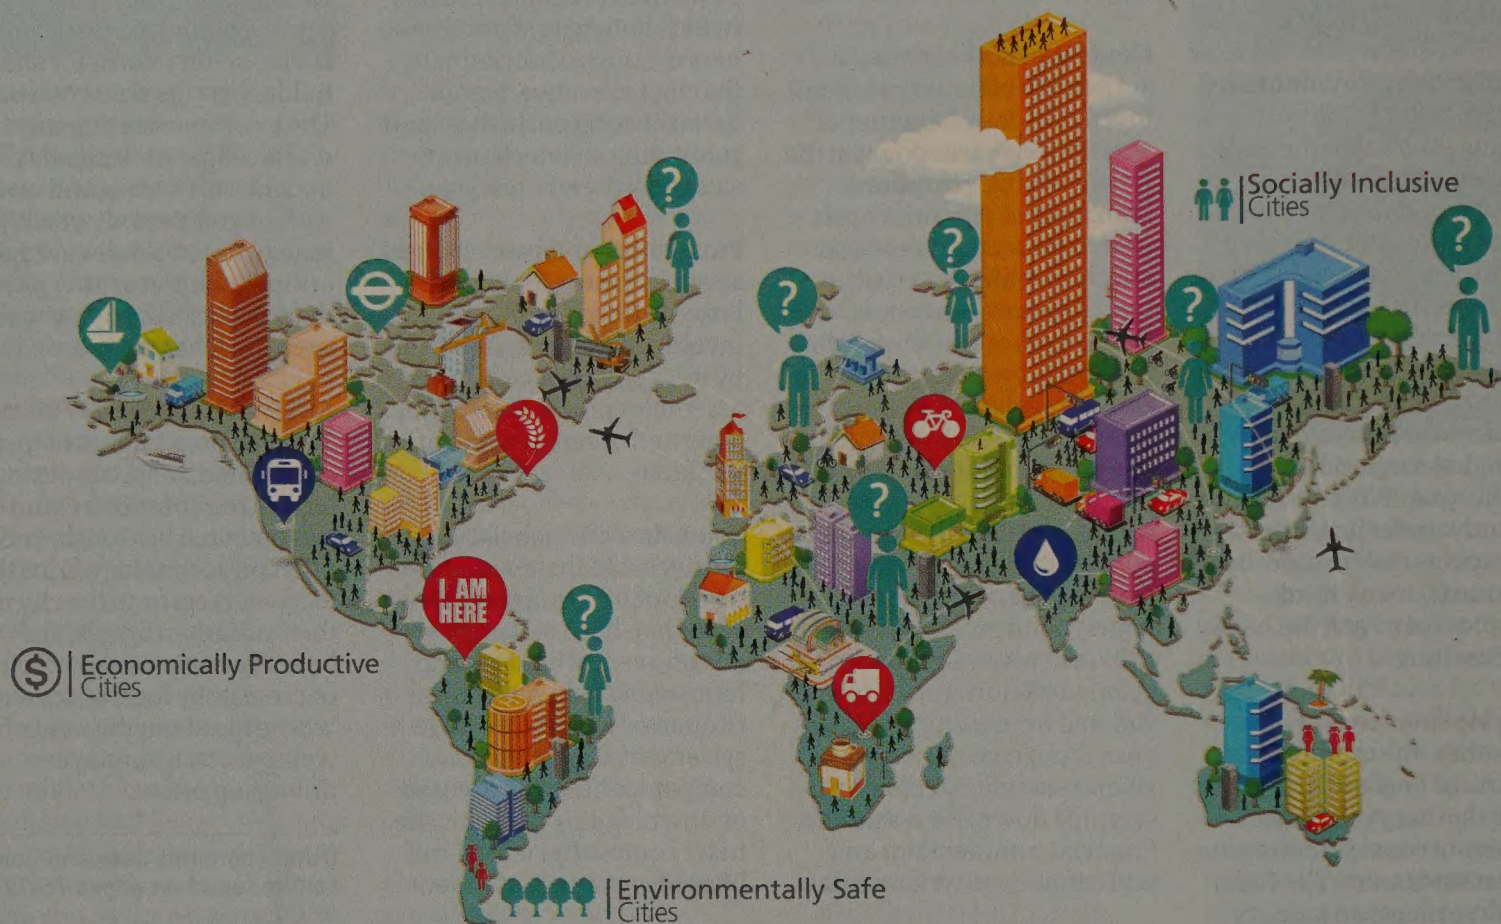 Socially Inclusive
Cities
I AM
HERE
$
Economically Productive
Cities
Environmentally Safe
Cities
?
?
?
?
?
?
?